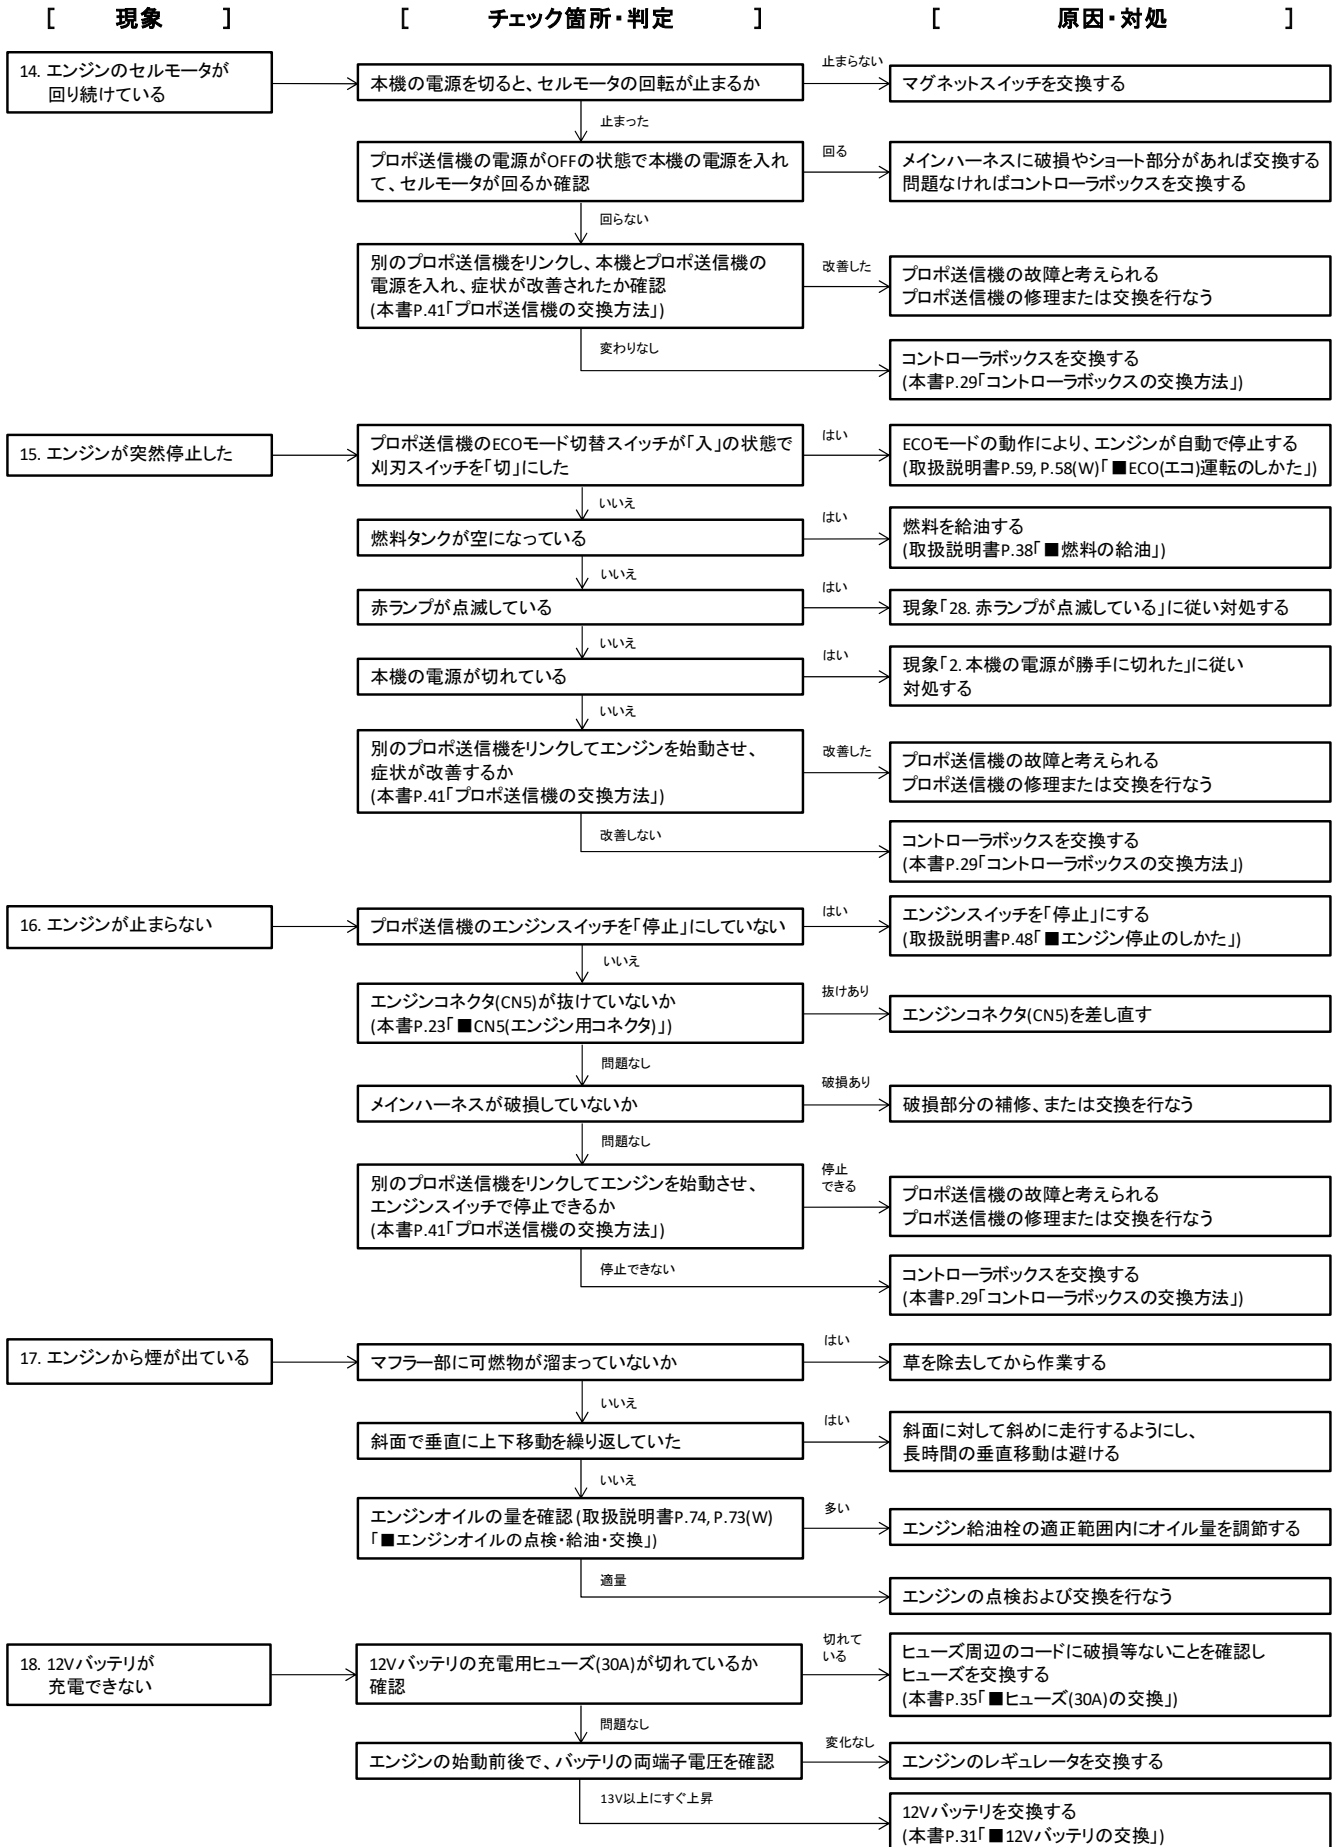 [ 現象 ]
[ チェック箇所・判定 ]
[ 原因・対処 ]
14. エンジンのセルモータが
回り続けている
本機の電源を切ると、セルモータの回転が止まるか
止まらない
マグネットスイッチを交換する
止まった
プロポ送信機の電源がOFFの状態で本機の電源を入れ
て、セルモータが回るか確認
回る
メインハーネスに破損やショート部分があれば交換する
問題なければコントローラボックスを交換する
回らない
別のプロポ送信機をリンクし、本機とプロポ送信機の
電源を入れ、症状が改善されたか確認
(本書P.41「プロポ送信機の交換方法」)
改善した
プロポ送信機の故障と考えられる
プロポ送信機の修理または交換を行なう
変わりなし
コントローラボックスを交換する
(本書P.29「コントローラボックスの交換方法」)
15. エンジンが突然停止した
プロポ送信機のECOモード切替スイッチが「入」の状態で
刈刃スイッチを「切」にした
はい
ECOモードの動作により、エンジンが自動で停止する
(取扱説明書P.59, P.58(W)「■ECO(エコ)運転のしかた」)
いいえ
燃料タンクが空になっている
はい
燃料を給油する
(取扱説明書P.38「■燃料の給油」)
いいえ
赤ランプが点滅している
はい
現象「28. 赤ランプが点滅している」に従い対処する
いいえ
本機の電源が切れている
はい
現象「2. 本機の電源が勝手に切れた」に従い
対処する
いいえ
別のプロポ送信機をリンクしてエンジンを始動させ、
症状が改善するか
(本書P.41「プロポ送信機の交換方法」)
改善した
プロポ送信機の故障と考えられる
プロポ送信機の修理または交換を行なう
改善しない
コントローラボックスを交換する
(本書P.29「コントローラボックスの交換方法」)
16. エンジンが止まらない
プロポ送信機のエンジンスイッチを「停止」にしていない
はい
エンジンスイッチを「停止」にする
(取扱説明書P.48「■エンジン停止のしかた」)
いいえ
エンジンコネクタ(CN5)が抜けていないか
(本書P.23「■CN5(エンジン用コネクタ)」)
抜けあり
エンジンコネクタ(CN5)を差し直す
問題なし
メインハーネスが破損していないか
破損あり
破損部分の補修、または交換を行なう
問題なし
別のプロポ送信機をリンクしてエンジンを始動させ、
エンジンスイッチで停止できるか
(本書P.41「プロポ送信機の交換方法」)
停止
できる
プロポ送信機の故障と考えられる
プロポ送信機の修理または交換を行なう
停止できない
コントローラボックスを交換する
(本書P.29「コントローラボックスの交換方法」)
17. エンジンから煙が出ている
マフラー部に可燃物が溜まっていないか
はい
草を除去してから作業する
いいえ
斜面で垂直に上下移動を繰り返していた
はい
斜面に対して斜めに走行するようにし、
長時間の垂直移動は避ける
いいえ
エンジンオイルの量を確認 (取扱説明書P.74, P.73(W)
「■エンジンオイルの点検・給油・交換」)
多い
エンジン給油栓の適正範囲内にオイル量を調節する
適量
エンジンの点検および交換を行なう
18. 12Vバッテリが
充電できない
12Vバッテリの充電用ヒューズ(30A)が切れているか
確認
切れて
いる
ヒューズ周辺のコードに破損等ないことを確認し
ヒューズを交換する
(本書P.35「■ヒューズ(30A)の交換」)
問題なし
エンジンの始動前後で、バッテリの両端子電圧を確認
変化なし
エンジンのレギュレータを交換する
13V以上にすぐ上昇
12Vバッテリを交換する
(本書P.31「■12Vバッテリの交換」)